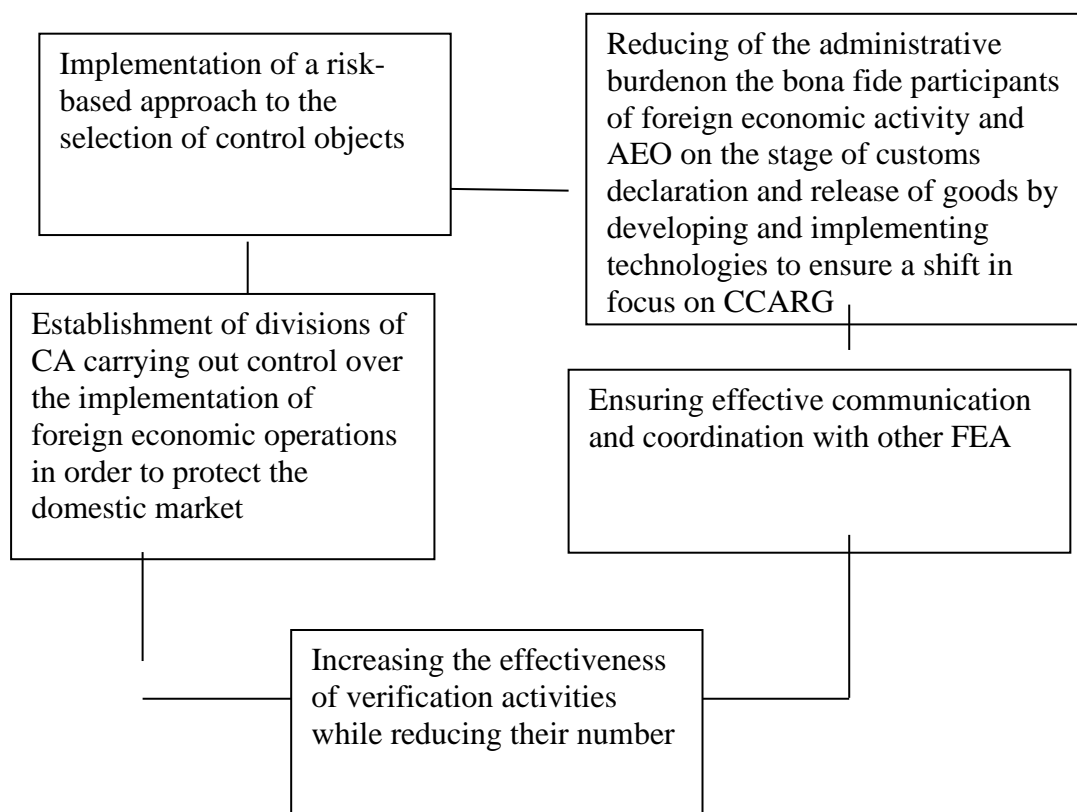 Implementation of a risk-
based approach to the
selection of control objects
Reducing of the administrative
burdenon the bona fide participants
of foreign economic activity and
AEO on the stage of customs
declaration and release of goods by
developing and implementing
technologies to ensure a shift in
focus on CCARG
Establishment of divisions of
CA carrying out control over
the implementation of
foreign economic operations
in order to protect the
domestic market
Ensuring effective communication
and coordination with other FEA
Increasing the effectiveness
of verification activities
while reducing their number